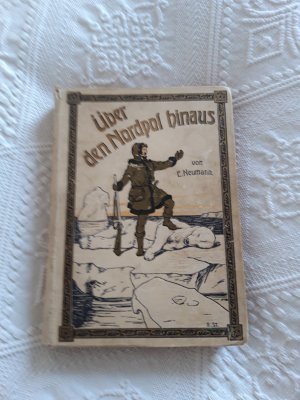 Über
den Nordpol hinaus
von
E. Neumann.